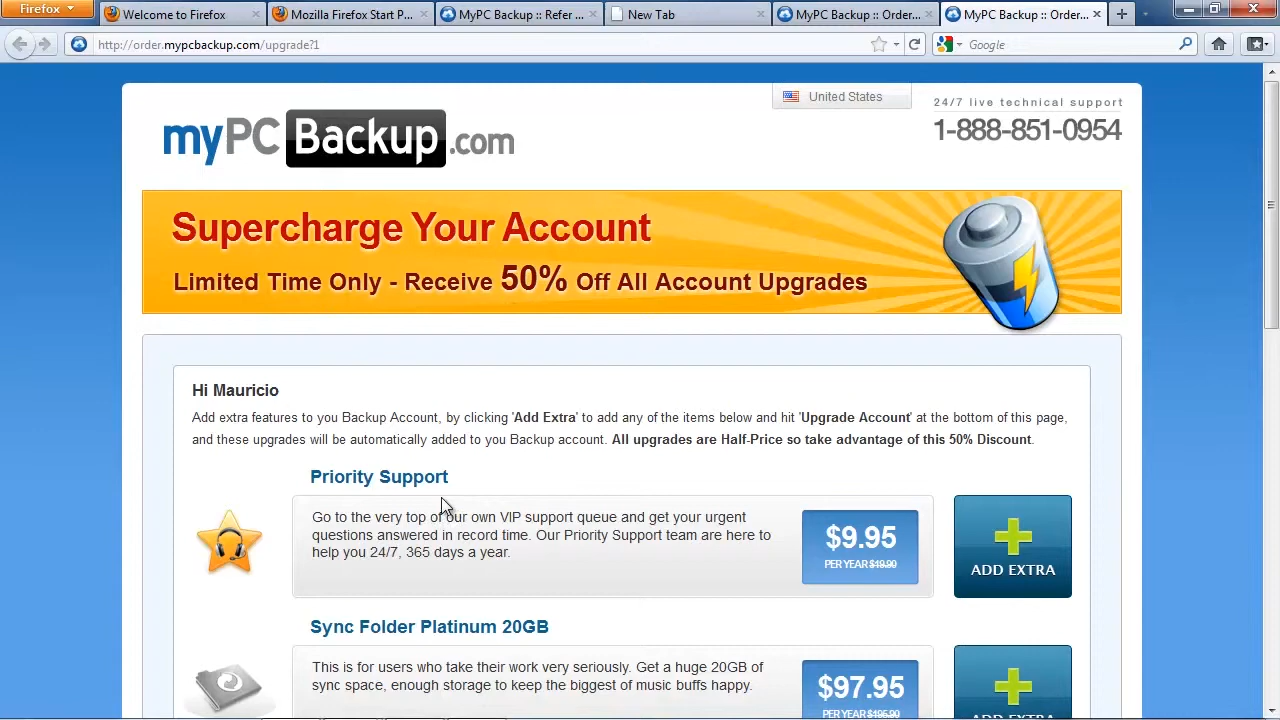 Firefox
Welcome to Firefox
Mozilla Firefox Start P...
MyPC Backup :: Refer ...
New Tab
MyPC Backup :: Order...
MyPC Backup :: Order...
http://order.mypcbackup.com/upgrade?1
Google
United States
24/7 live technical support
1-888-851-0954
myPCBackup.com
Supercharge Your Account
Limited Time Only - Receive 50% Off All Account Upgrades
Hi Mauricio
Add extra features to you Backup Account, by clicking 'Add Extra' to add any of the items below and hit 'Upgrade Account' at the bottom of this page,
and these upgrades will be automatically added to you Backup account. All upgrades are Half-Price so take advantage of this 50% Discount.
Priority Support
Go to the very top of our own VIP support queue and get your urgent
questions answered in record time. Our Priority Support team are here to
help you 24/7, 365 days a year.
$9.95
PER YEAR $19.90
ADD EXTRA
Sync Folder Platinum 20GB
This is for users who take their work very seriously. Get a huge 20GB of
sync space, enough storage to keep the biggest of music buffs happy.
$97.95
PER YEAR $195.90
ADD EXTRA